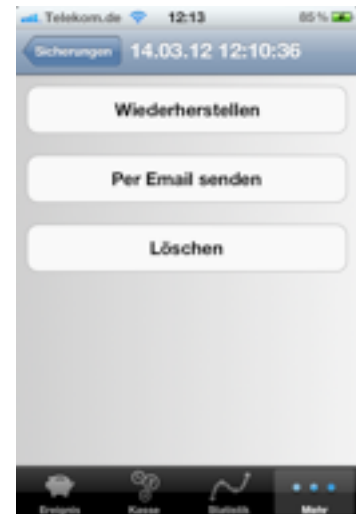 Telekom.de 12:13 85 %
Sicherungen 14.03.12 12:10:36
Wiederherstellen
Per Email senden
Löschen
Ereignis Kasse Statistik Mehr